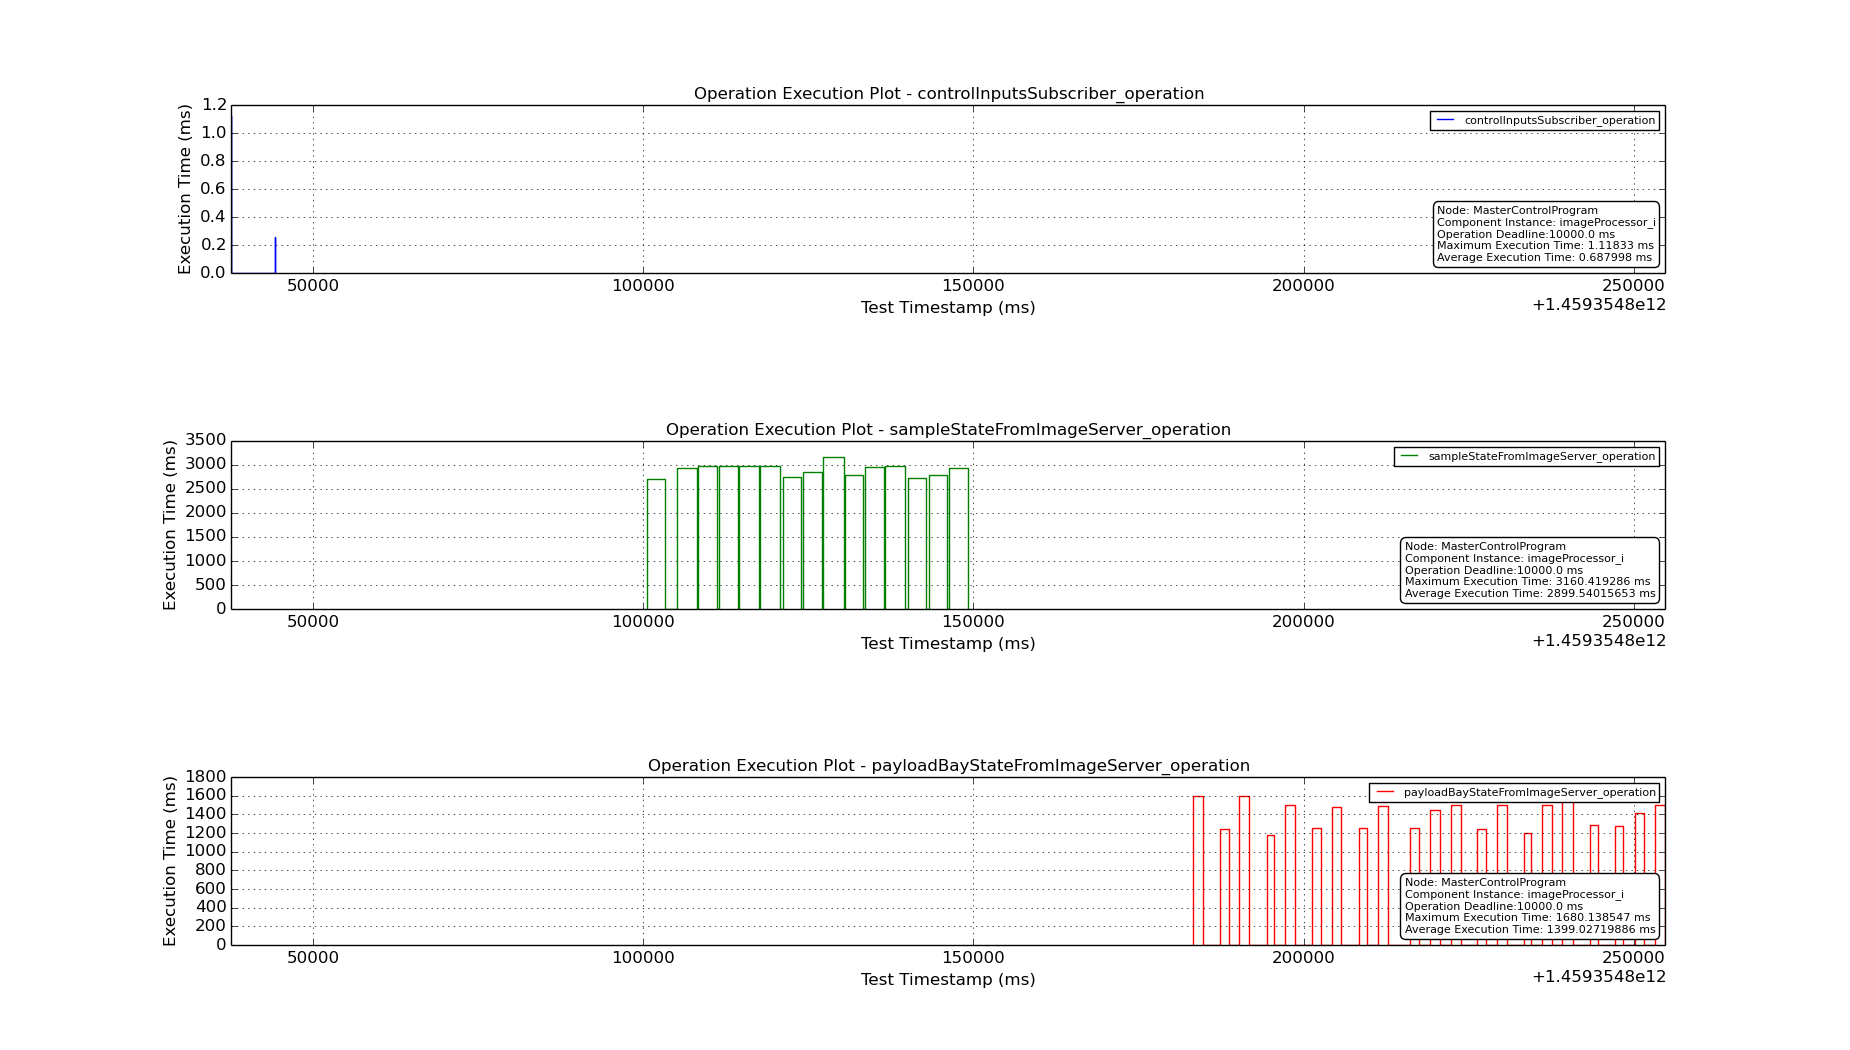 Operation Execution Plot - controlInputsSubscriber_operation
Execution Time (ms)
1.2
1.0
0.8
0.6
0.4
0.2
0.0
controlInputsSubscriber_operation
Node: MasterControlProgram
Component Instance: imageProcessor_i
Operation Deadline:10000.0 ms
Maximum Execution Time: 1.11833 ms
Average Execution Time: 0.687998 ms
50000 100000 150000 200000 250000
+1.4593548e12
Test Timestamp (ms)
Operation Execution Plot - sampleStateFromImageServer_operation
Execution Time (ms)
3500
3000
2500
2000
1500
1000
500
0
sampleStateFromImageServer_operation
Node: MasterControlProgram
Component Instance: imageProcessor_i
Operation Deadline:10000.0 ms
Maximum Execution Time: 3160.419286 ms
Average Execution Time: 2899.54015653 ms
50000 100000 150000 200000 250000
+1.4593548e12
Test Timestamp (ms)
Operation Execution Plot - payloadBayStateFromImageServer_operation
Execution Time (ms)
1800
1600
1400
1200
1000
800
600
400
200
0
payloadBayStateFromImageServer_operation
Node: MasterControlProgram
Component Instance: imageProcessor_i
Operation Deadline:10000.0 ms
Maximum Execution Time: 1680.138547 ms
Average Execution Time: 1399.02719886 ms
50000 100000 150000 200000 250000
+1.4593548e12
Test Timestamp (ms)